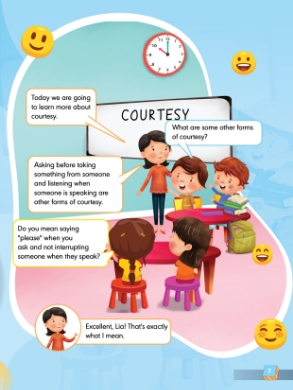 Today we are going
to learn more about
courtesy.
COURTESY
What are some other forms
of courtesy?
Asking before taking
something from someone
and listening when
someone is speaking are
other forms of courtesy.
Do you mean saying
"please" when you
ask and not interrupting
someone when they speak?
Excellent, Lia! That's exactly
what I mean.